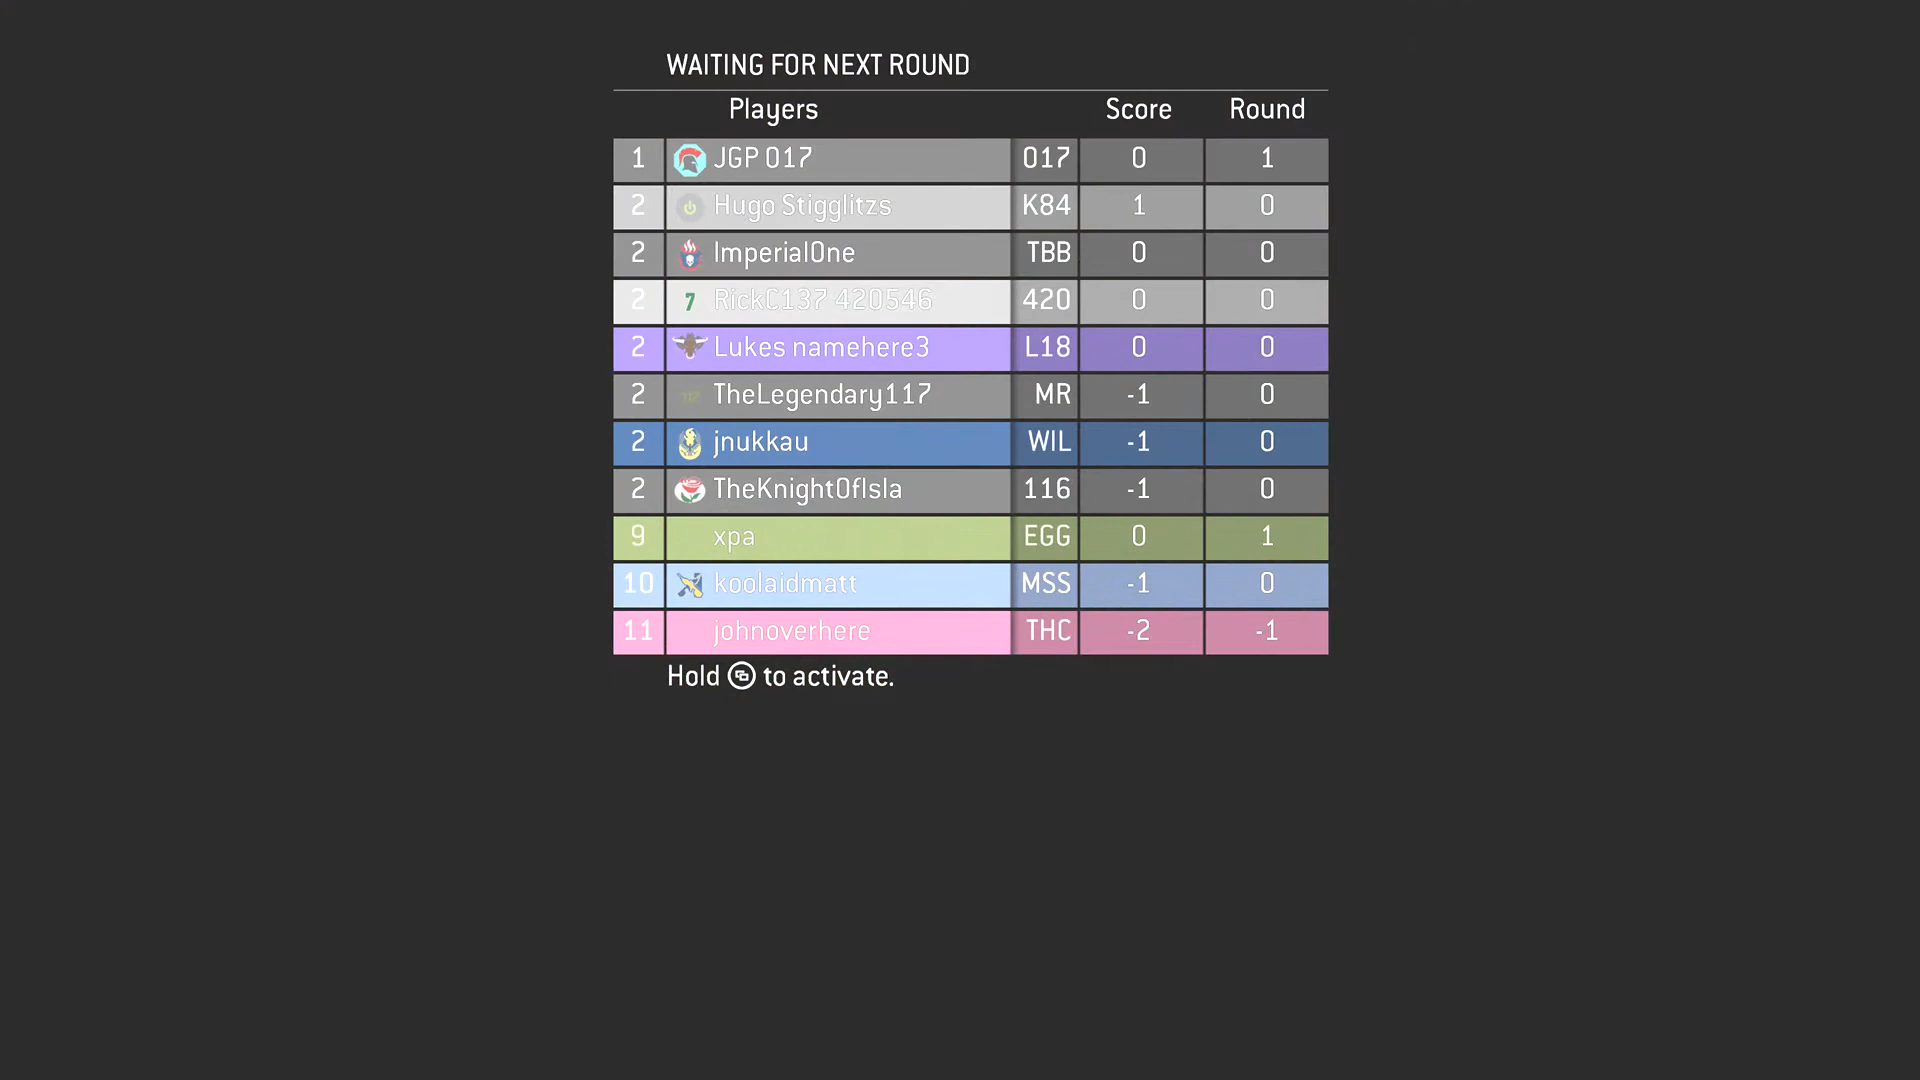 WAITING FOR NEXT ROUND
Players Score Round
1 JGP 017 017 0 1
2 Hugo Stigglitzs K84 1 0
2 ImperialOne TBB 0 0
2 7 RickC137 420546 420 0 0
2 Lukes namehere3 L18 0 0
2 TheLegendary117 MR -1 0
2 jnukkau WIL -1 0
2 TheKnightOfIsla 116 -1 0
9 xpa EGG 0 1
10 koolaidmatt MSS -1 0
11 johnoverhere THC -2 -1
Hold to activate.